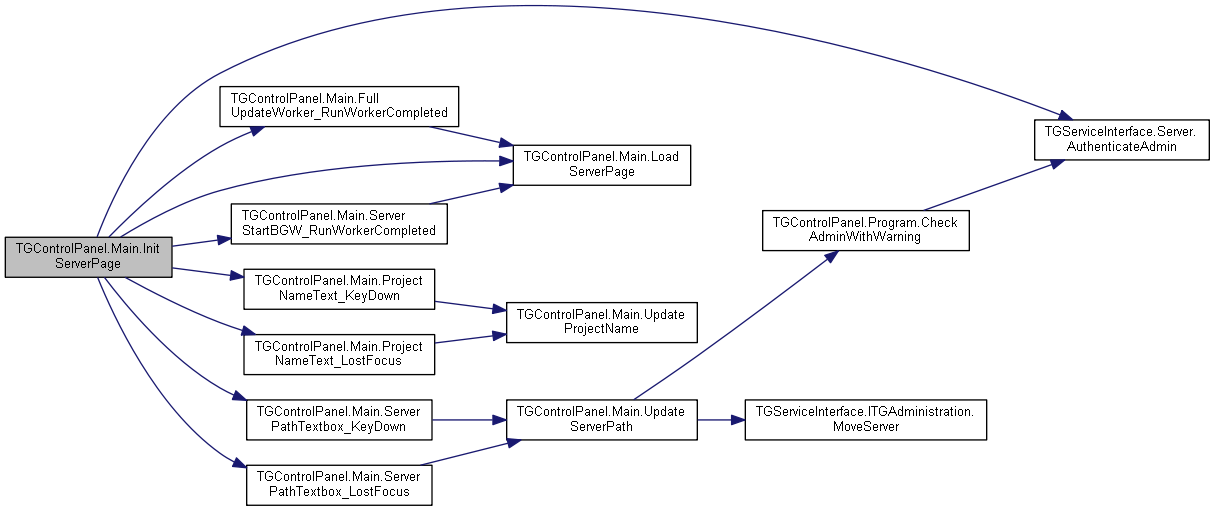 TGControlPanel.Main.Full
UpdateWorker_RunWorkerCompleted
TGServiceInterface.Server.
AuthenticateAdmin
TGControlPanel.Main.Load
ServerPage
TGControlPanel.Main.Server
StartBGW_RunWorkerCompleted
TGControlPanel.Program.Check
AdminWithWarning
TGControlPanel.Main.Init
ServerPage
TGControlPanel.Main.Project
NameText_KeyDown
TGControlPanel.Main.Update
ProjectName
TGControlPanel.Main.Project
NameText_LostFocus
TGControlPanel.Main.Server
PathTextbox_KeyDown
TGControlPanel.Main.Update
ServerPath
TGServiceInterface.ITGAdministration.
MoveServer
TGControlPanel.Main.Server
PathTextbox_LostFocus